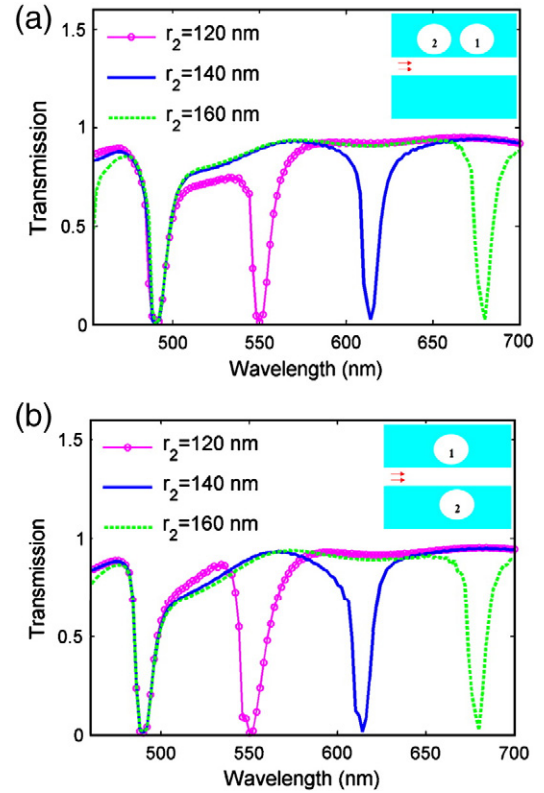 (a)
1.5
1
0.5
0
Transmission
r2=120 nm
r2=140 nm
r2=160 nm
2 1
500 550 600 650 700
Wavelength (nm)
(b)
1.5
1
0.5
0
Transmission
r2=120 nm
r2=140 nm
r2=160 nm
1
2
500 550 600 650 700
Wavelength (nm)